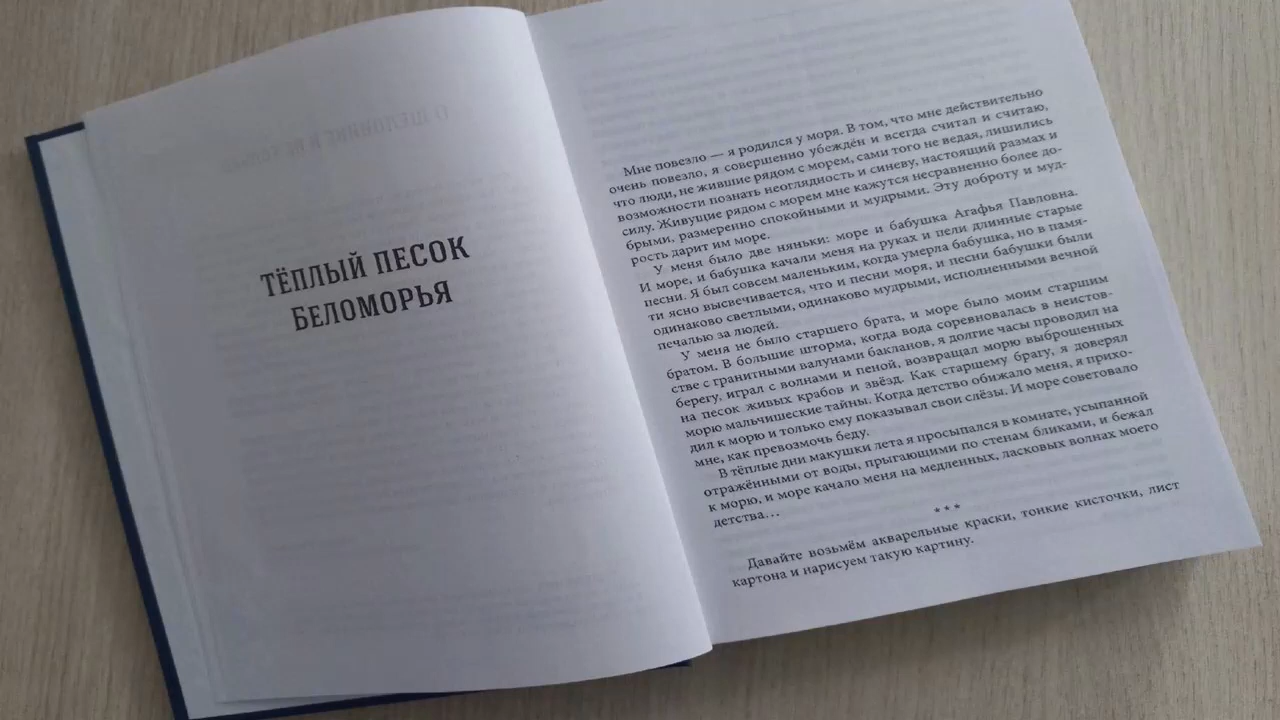 ТЁПЛЫЙ ПЕСОК
БЕЛОМОРЬЯ
Мне повезло — я родился у моря. В том, что мне действительно
очень повезло, я совершенно убеждён и всегда считал и считаю,
что люди, не жившие рядом с морем, сами того не ведая, лишились
возможности познать неоглядность и синеву, настоящий размах и
силу. Живущие рядом с морем мне кажутся несравненно более до-
брыми, размеренно спокойными и мудрыми. Эту доброту и муд-
рость дарит им море.
У меня было две няньки: море и бабушка Агафья Павловна.
И море, и бабушка качали меня на руках и пели длинные старые
песни. Я был совсем маленьким, когда умерла бабушка, но в памя-
ти ясно высвечивается, что и песни моря, и песни бабушки были
одинаково светлыми, одинаково мудрыми, исполненными вечной
печалью за людей.
У меня не было старшего брата, и море было моим старшим
братом. В большие шторма, когда вода соревновалась в неистов-
стве с гранитными валунами бакланов, я долгие часы проводил на
берегу, играл с волнами и пеной, возвращал морю выброшенных
на песок живых крабов и звёзд. Как старшему брагу, я доверял
морю мальчишеские тайны. Когда детство обижало меня, я прихо-
дил к морю и только ему показывал свои слёзы. И море советовало
мне, как превозмочь беду.
В тёплые дни макушки лета я просыпался в комнате, усыпанной
отражёнными от воды, прыгающими по стенам бликами, и бежал
к морю, и море качало меня на медленных, ласковых волнах моего
детства…
* * *
Давайте возьмём акварельные краски, тонкие кисточки, лист
картона и нарисуем такую картину.